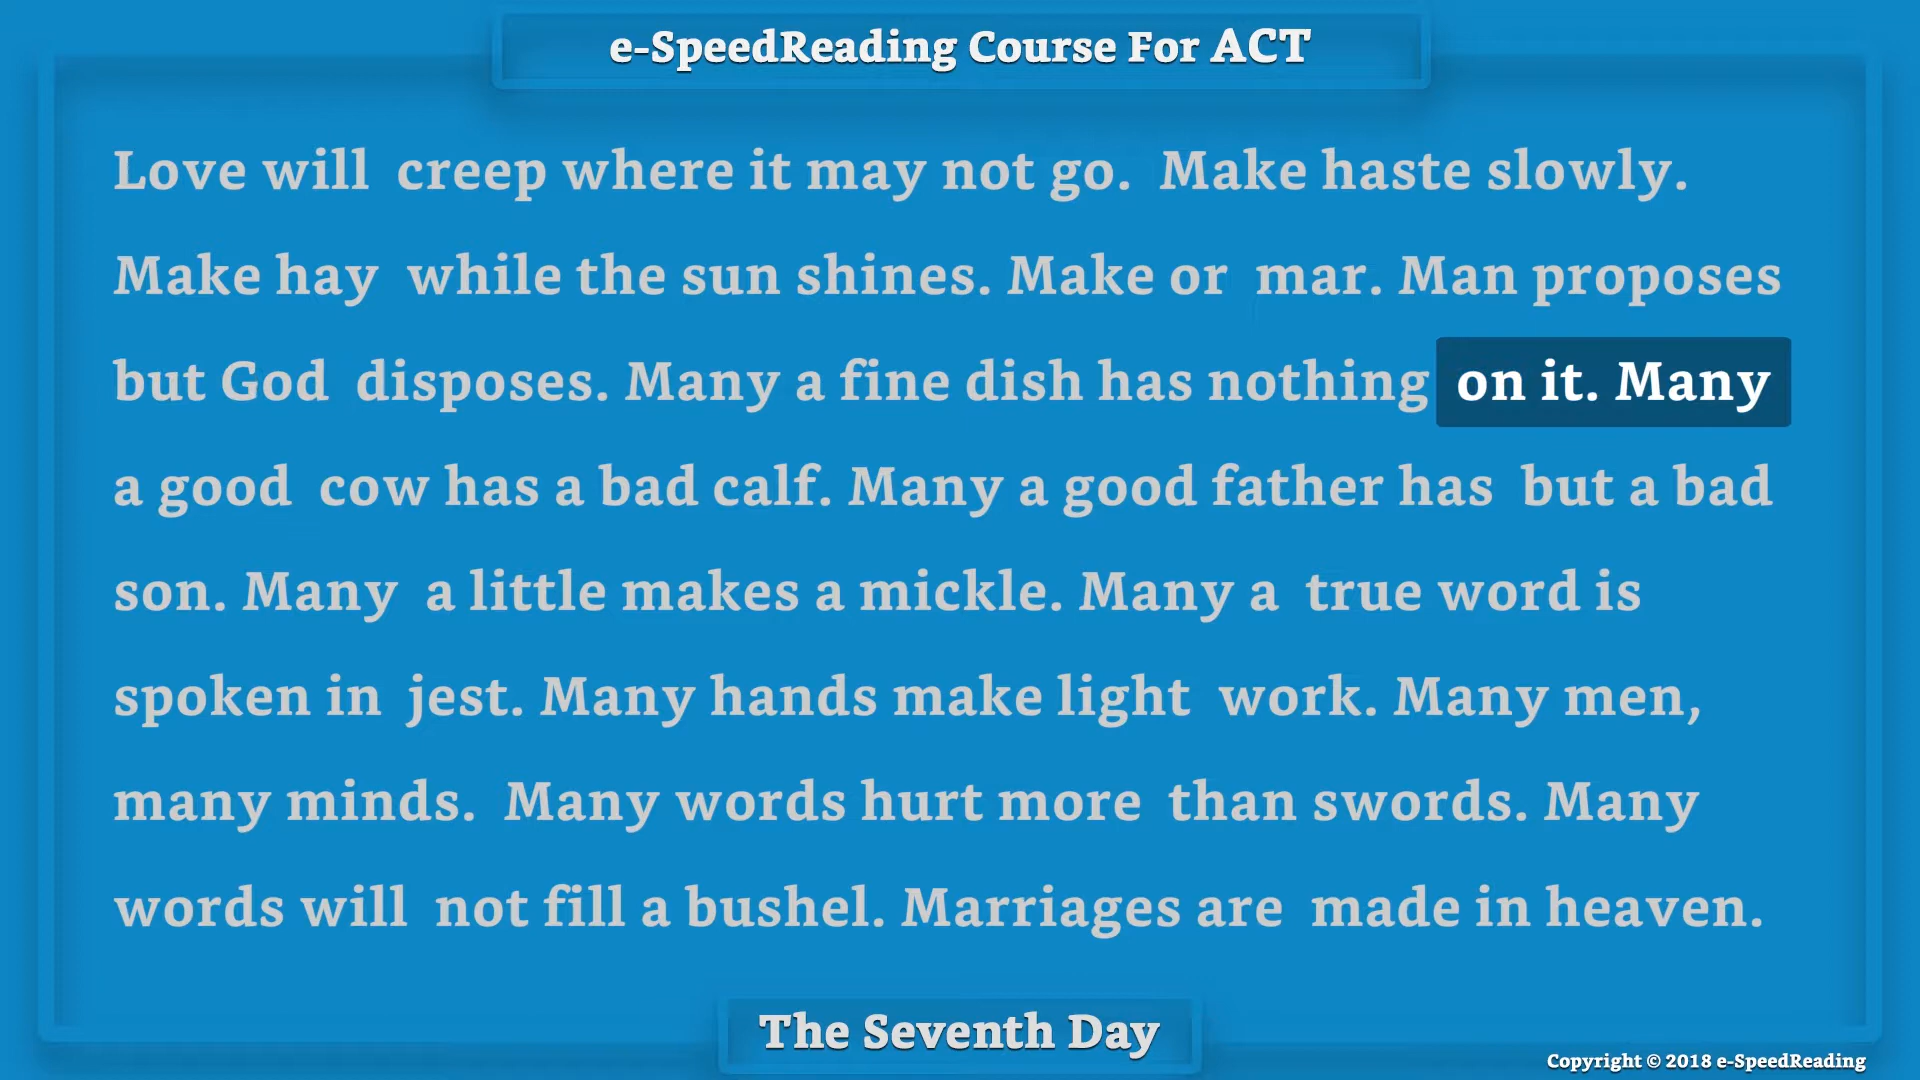 e-SpeedReading Course For ACT
Love will creep where it may not go. Make haste slowly.
Make hay while the sun shines. Make or mar. Man proposes
but God disposes. Many a fine dish has nothing on it. Many
a good cow has a bad calf. Many a good father has but a bad
son. Many a little makes a mickle. Many a true word is
spoken in jest. Many hands make light work. Many men,
many minds. Many words hurt more than swords. Many
words will not fill a bushel. Marriages are made in heaven.
The Seventh Day
Copyright © 2018 e-SpeedReading